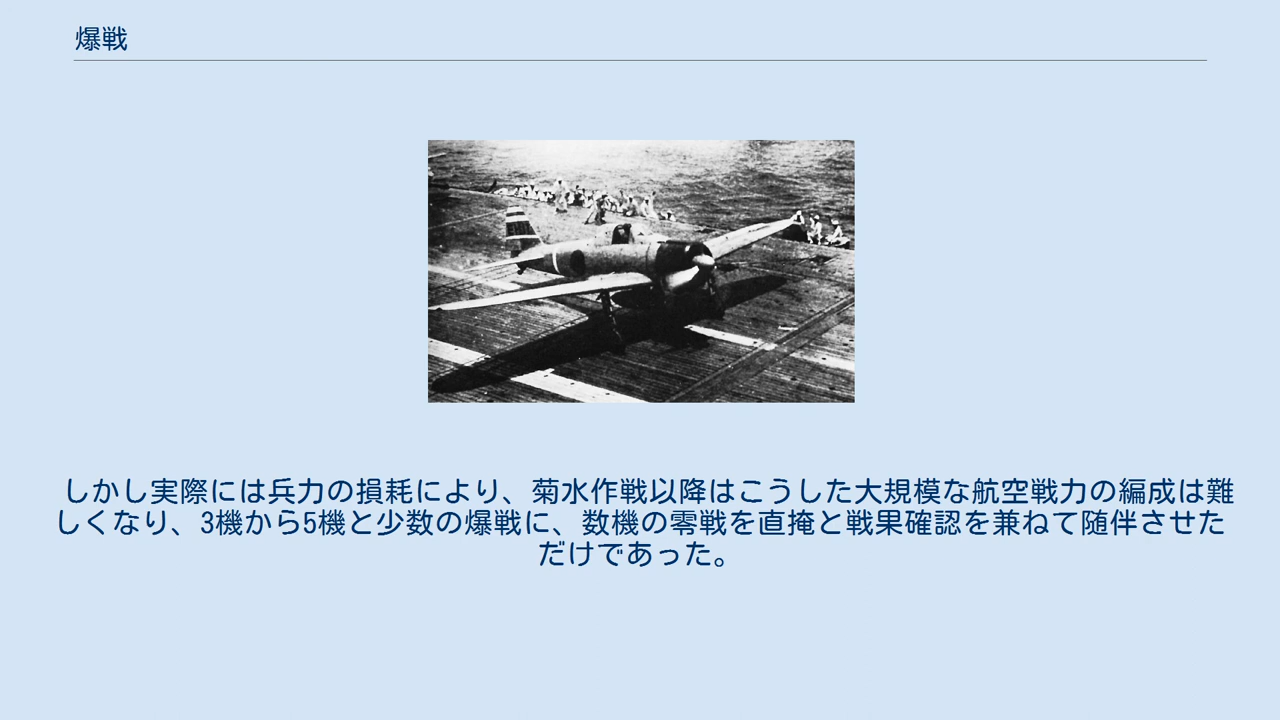 爆戦
しかし実際には兵力の損耗により、菊水作戦以降はこうした大規模な航空戦力の編成は難
しくなり、3機から5機と少数の爆戦に、数機の零戦を直掩と戦果確認を兼ねて随伴させた
だけであった。